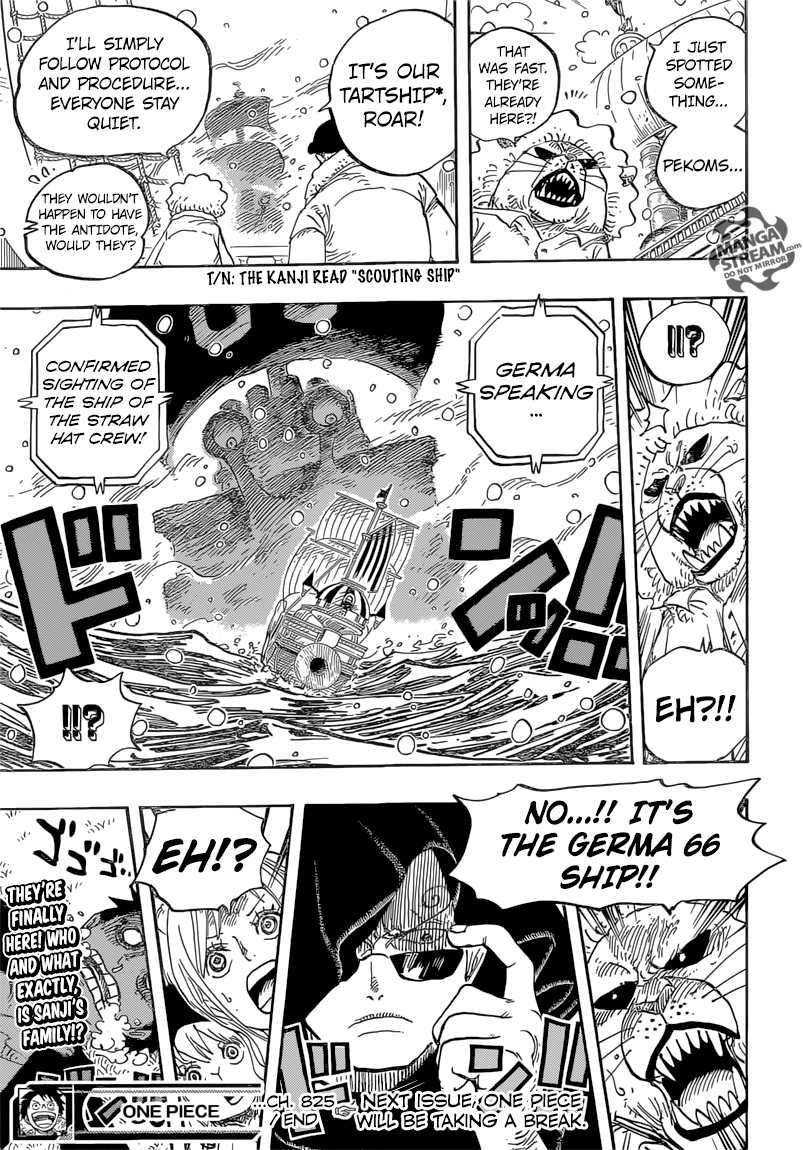 I JUST
SPOTTED
SOME-
THING...
PEKOMS...
THAT
WAS FAST.
THEY'RE
ALREADY
HERE?!
IT'S OUR
TARTSHIP*,
ROAR!
I'LL SIMPLY
FOLLOW PROTOCOL
AND PROCEDURE...
EVERYONE STAY
QUIET.
THEY WOULDN'T
HAPPEN TO HAVE
THE ANTIDOTE,
WOULD THEY?
MANGA
STREAM.com
DO NOT MIRROR
T/N: THE KANJI READ "SCOUTING SHIP"
!!?
EH?!!
GERMA
SPEAKING
...
CONFIRMED
SIGHTING OF
THE SHIP OF
THE STRAW
HAT CREW!
ドロロン!!
!!?
NO...!! IT'S
THE GERMA 66
SHIP!!
EH!?
THEY'RE
FINALLY
HERE! WHO
AND WHAT
EXACTLY,
IS SANJI'S
FAMILY!?
ONE PIECE
...CH. 825
/ END
NEXT ISSUE, ONE PIECE
WILL BE TAKING A BREAK.